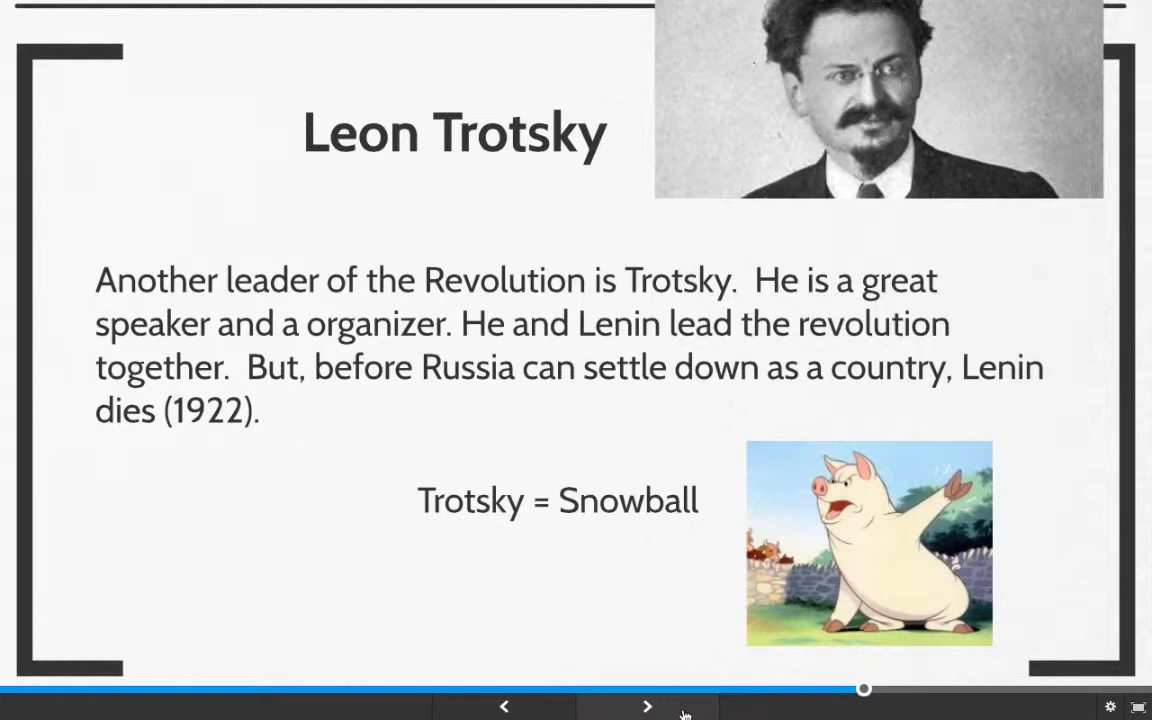 Leon Trotsky
Another leader of the Revolution is Trotsky.  He is a great
speaker and a organizer. He and Lenin lead the revolution
together.  But, before Russia can settle down as a country, Lenin
dies (1922).
Trotsky = Snowball